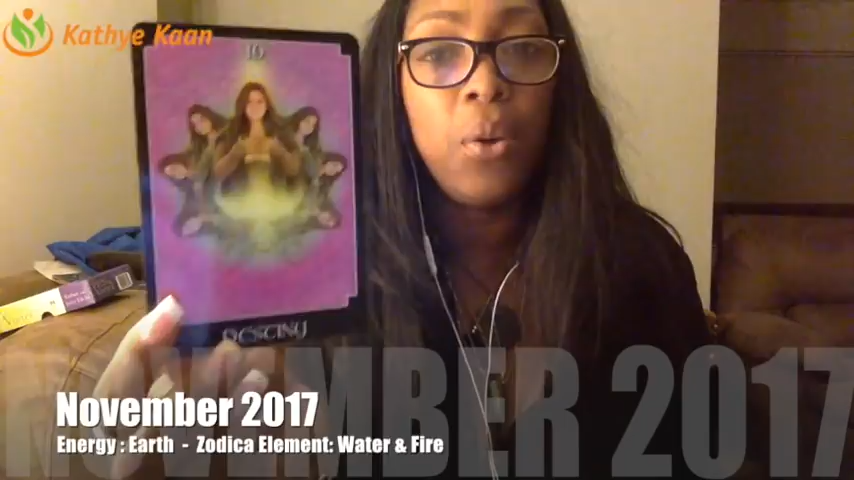 Kathye Kaan
10
DESTINY
NOVEMBER 2017
November 2017
Energy : Earth - Zodica Element: Water & Fire